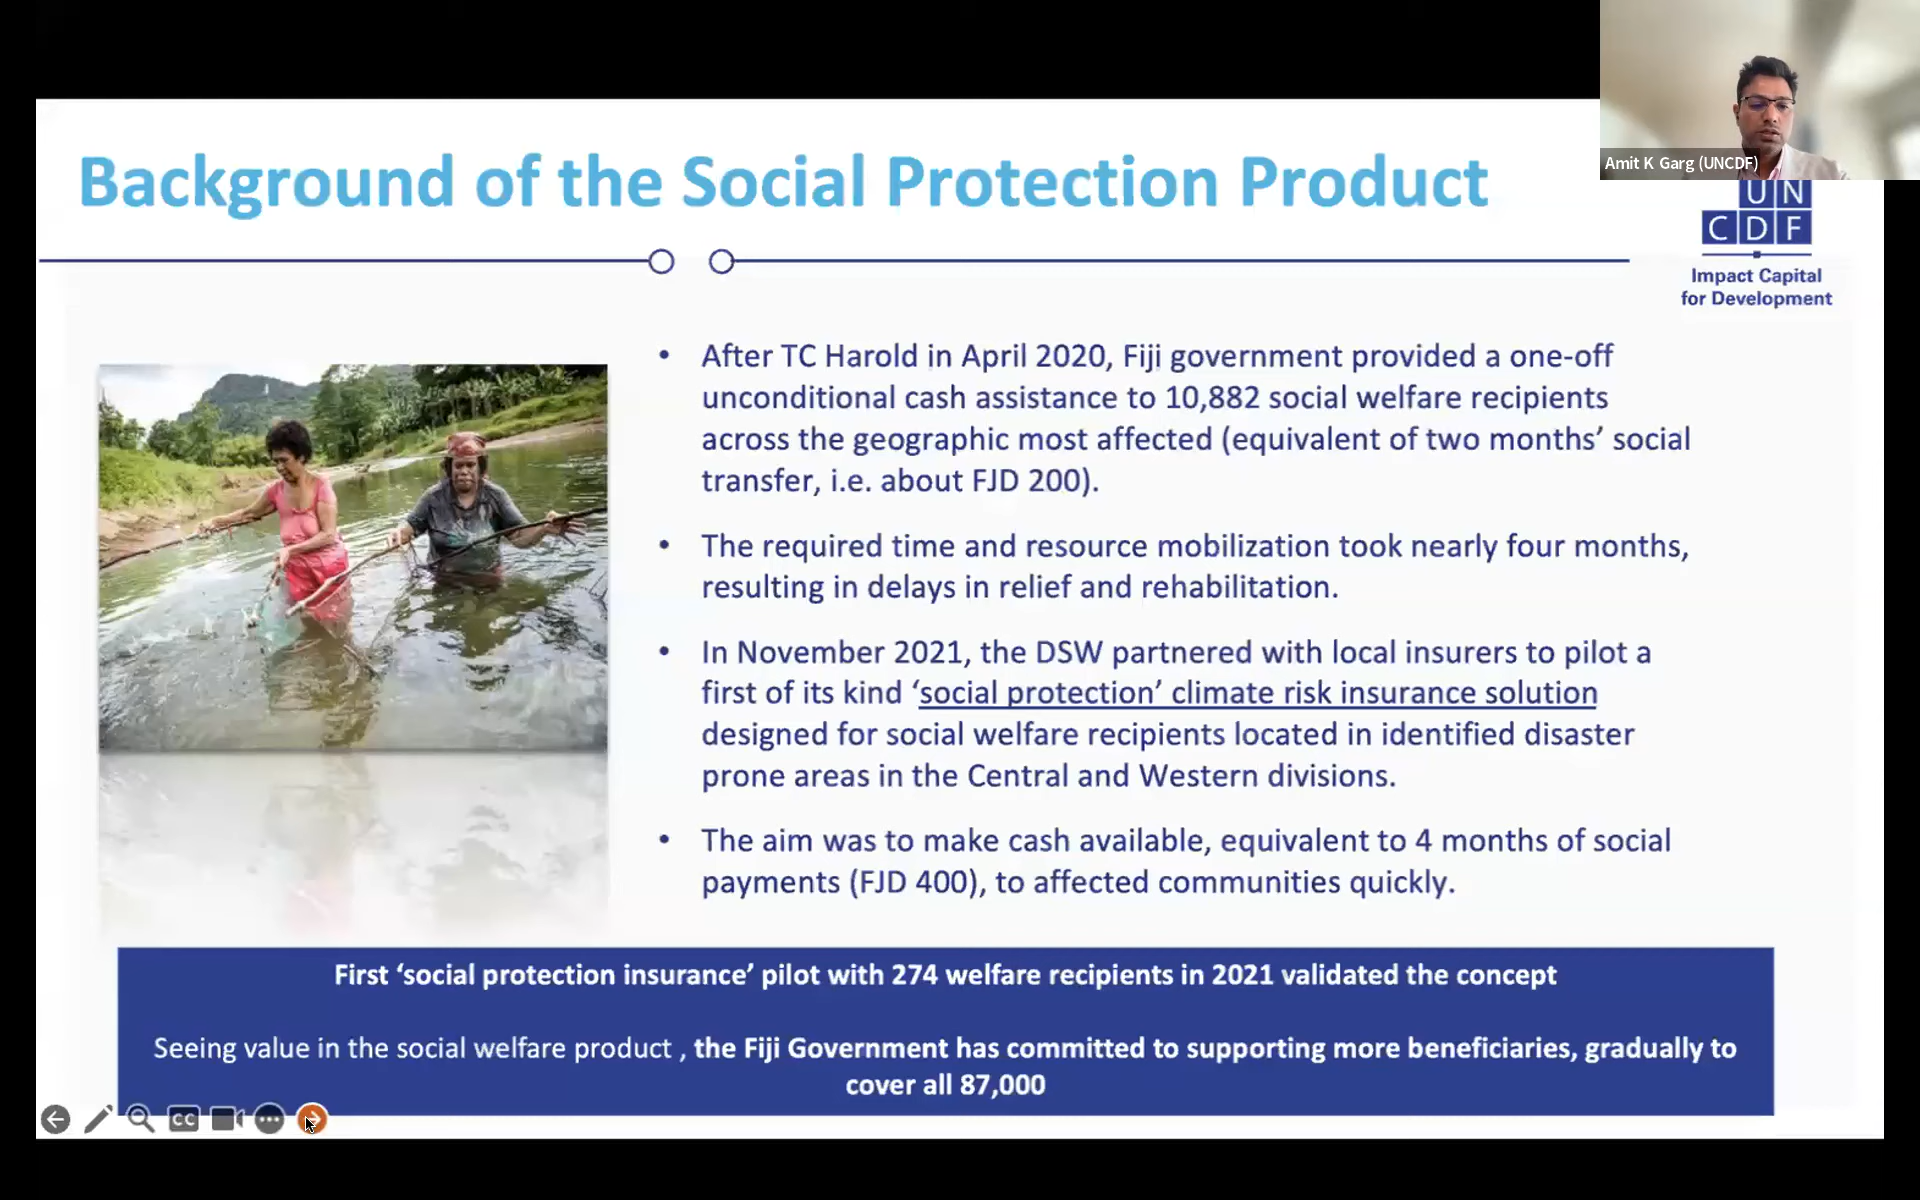 Amit K Garg (UNCDF)
Background of the Social Protection Product
UN
CDF
Impact Capital
for Development
• After TC Harold in April 2020, Fiji government provided a one-off
unconditional cash assistance to 10,882 social welfare recipients
across the geographic most affected (equivalent of two months’ social
transfer, i.e. about FJD 200).
• The required time and resource mobilization took nearly four months,
resulting in delays in relief and rehabilitation.
• In November 2021, the DSW partnered with local insurers to pilot a
first of its kind ‘social protection’ climate risk insurance solution
designed for social welfare recipients located in identified disaster
prone areas in the Central and Western divisions.
• The aim was to make cash available, equivalent to 4 months of social
payments (FJD 400), to affected communities quickly.
First ‘social protection insurance’ pilot with 274 welfare recipients in 2021 validated the concept
Seeing value in the social welfare product , the Fiji Government has committed to supporting more beneficiaries, gradually to
cover all 87,000
CC